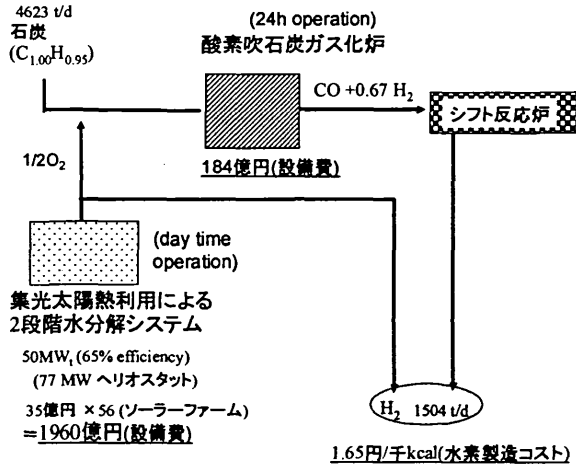 4623 t/d
石炭
(C1.00H0.95)
(24h operation)
酸素吹石炭ガス化炉
CO +0.67 H2
シフト反応炉
1/2O2
184億円(設備費)
(day time
operation)
集光太陽熱利用による
2段階水分解システム
50MWt (65% efficiency)
(77 MW ヘリオスタット)
35億円 ×56 (ソーラーファーム)
=1960億円(設備費)
H2 1504 t/d
1.65円/千kcal(水素製造コスト)